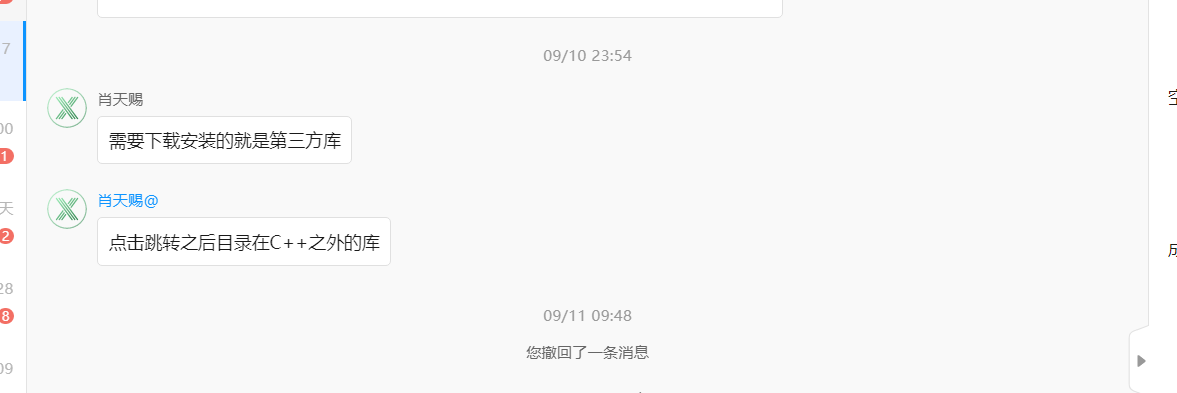 09/10 23:54
7
肖天赐
00
需要下载安装的就是第三方库
1
肖天赐@
天
2
点击跳转之后目录在C++之外的库
28
8
09/11 09:48
您撤回了一条消息
09